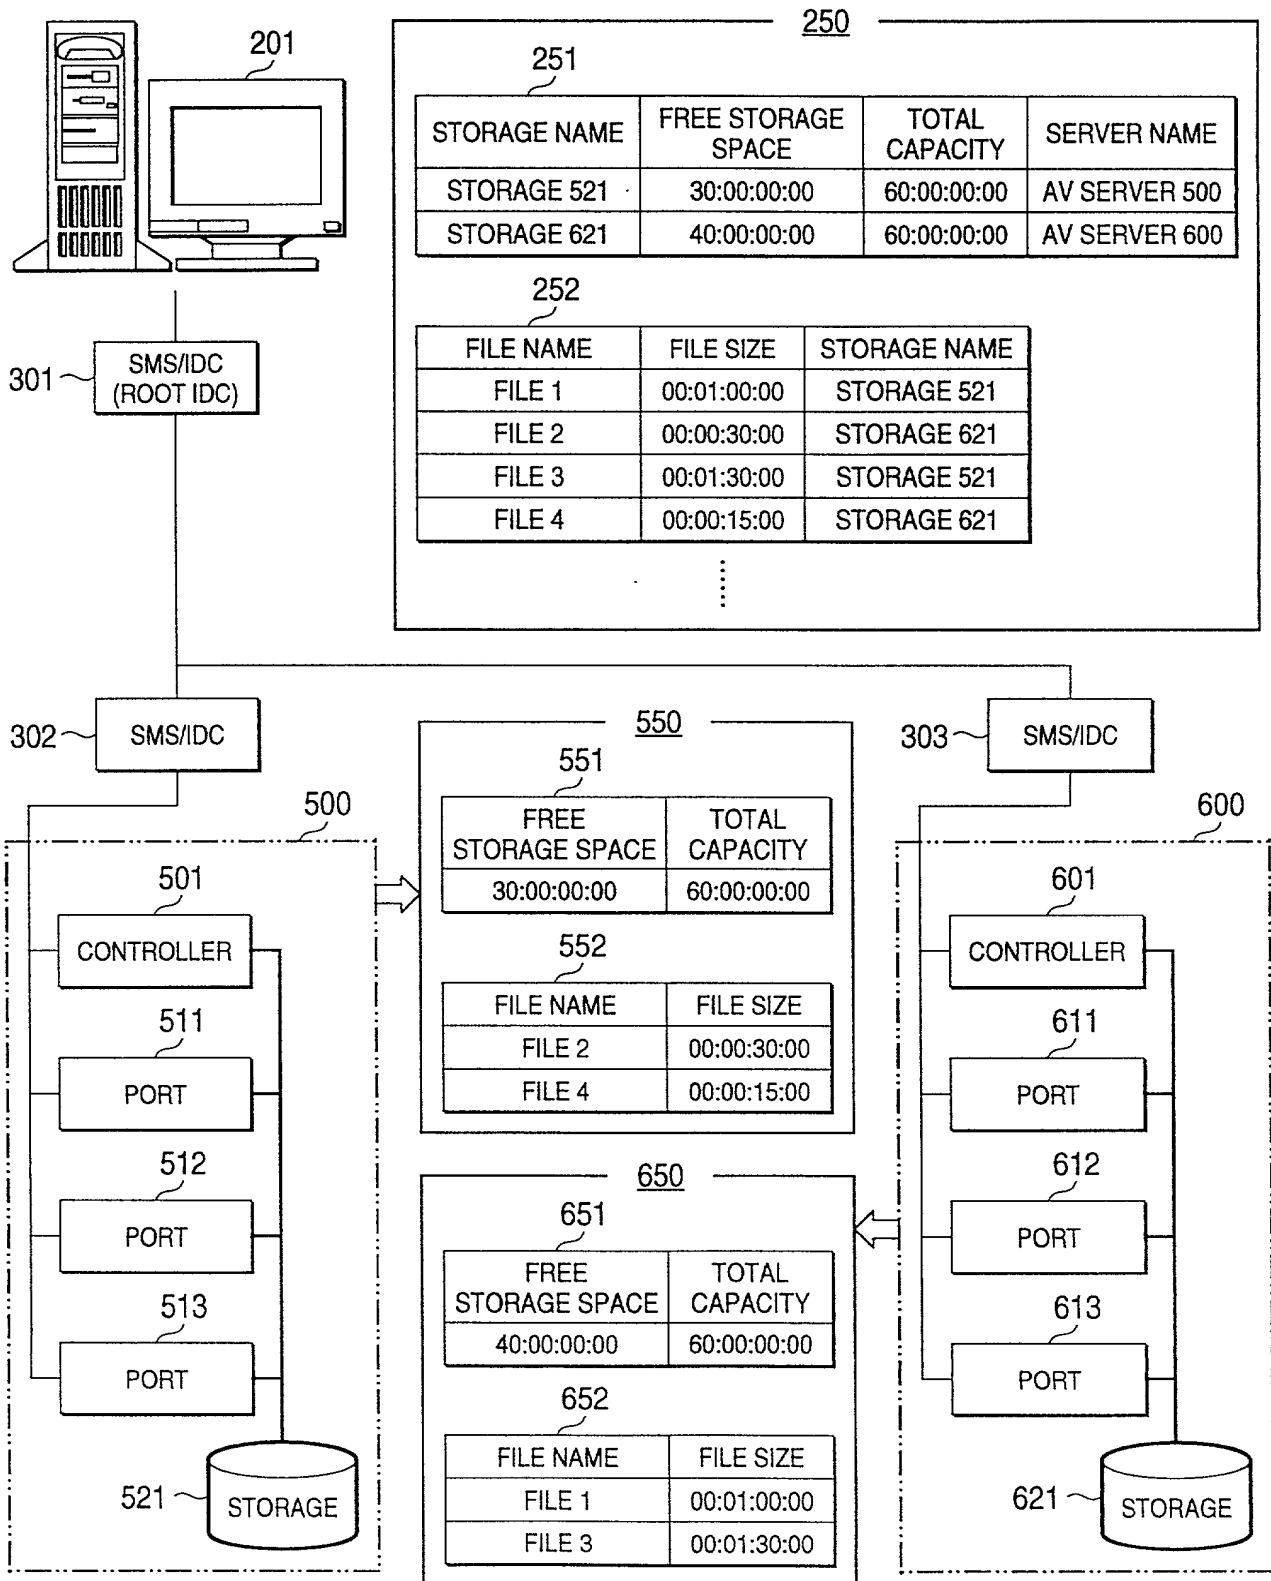 250
201
251
STORAGE NAME FREE STORAGE SPACE TOTAL CAPACITY SERVER NAME
STORAGE 521 30:00:00:00 60:00:00:00 AV SERVER 500
STORAGE 621 40:00:00:00 60:00:00:00 AV SERVER 600
252
FILE NAME FILE SIZE STORAGE NAME
FILE 1 00:01:00:00 STORAGE 521
FILE 2 00:00:30:00 STORAGE 621
FILE 3 00:01:30:00 STORAGE 521
FILE 4 00:00:15:00 STORAGE 621
301
SMS/IDC
(ROOT IDC)
302
SMS/IDC
303
SMS/IDC
500
501
CONTROLLER
511
PORT
512
PORT
513
PORT
521
STORAGE
550
551
FREE STORAGE SPACE TOTAL CAPACITY
30:00:00:00 60:00:00:00
552
FILE NAME FILE SIZE
FILE 2 00:00:30:00
FILE 4 00:00:15:00
650
651
FREE STORAGE SPACE TOTAL CAPACITY
40:00:00:00 60:00:00:00
652
FILE NAME FILE SIZE
FILE 1 00:01:00:00
FILE 3 00:01:30:00
600
601
CONTROLLER
611
PORT
612
PORT
613
PORT
621
STORAGE